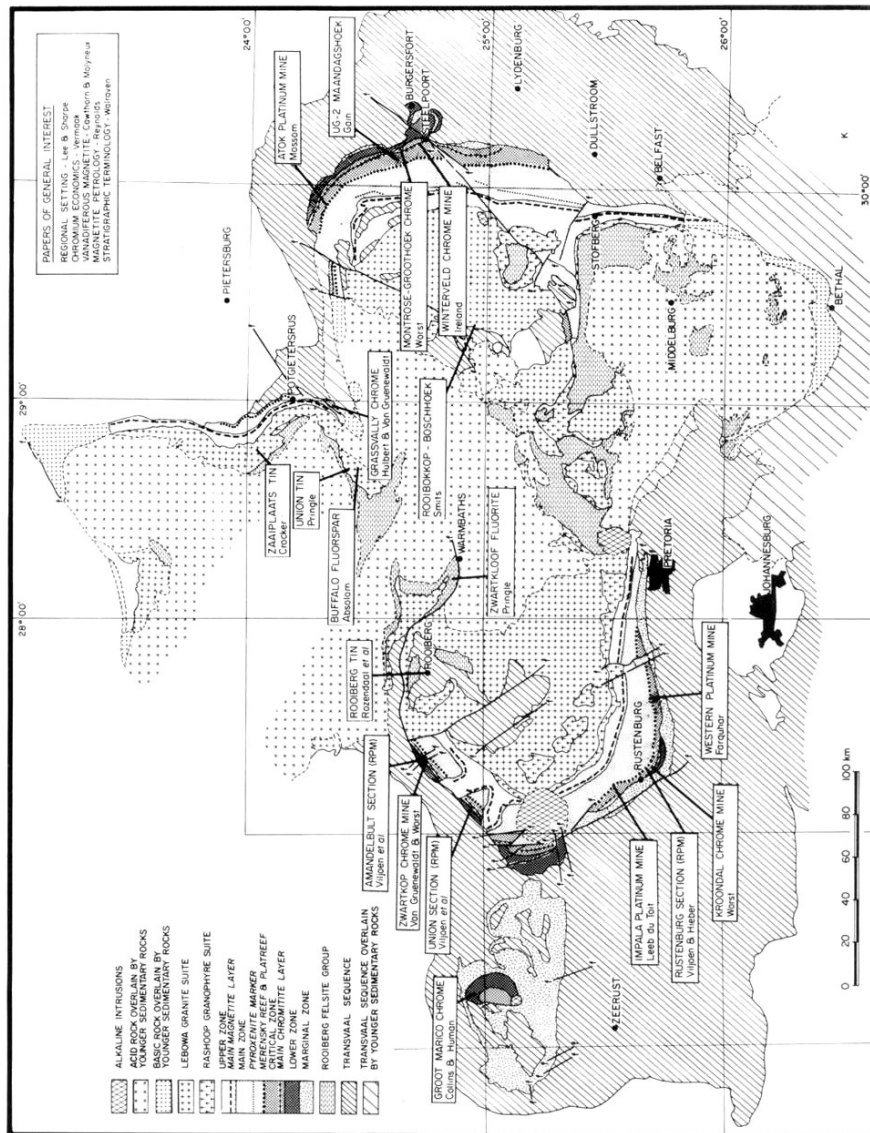 PAPERS OF GENERAL INTEREST
REGIONAL SETTING - Lee & Sharpe
CHROMIUM ECONOMICS - Vermaak
VANADIFEROUS MAGNETITE - Cawthorn & Molyneux
MAGNETITE PETROLOGY - Reynolds
STRATIGRAPHIC TERMINOLOGY - Walraven
24°00'
25°00'
26°00'
28°00'
29°00'
30°00'
PIETERSBURG
POTGIETERSRUS
BURGERSFORT
STEELPOORT
LYDENBURG
DULLSTROOM
BELFAST
STOFBERG
MIDDELBURG
BETHAL
WARMBATHS
ROOIBERG
PRETORIA
JOHANNESBURG
RUSTENBURG
ZEERUST
K
ATOK PLATINUM MINE
Mossom
UG-2 MAANDAGSHOEK
Gain
MONTROSE-GROOTHOEK CHROME
Worst
WINTERVELD CHROME MINE
Ireland
GRASSVALLY CHROME
Hulbert & Von Gruenewaldt
ROOIBOKKOP BOSCHHOEK
Smits
ZAAIPLAATS TIN
Crocker
UNION TIN
Pringle
BUFFALO FLUORSPAR
Absolom
ZWARTKLOOF FLUORITE
Pringle
ROOIBERG TIN
Rozendaal et al
AMANDELBULT SECTION (RPM)
Viljoen et al
ZWARTKOP CHROME MINE
Von Gruenewaldt & Worst
UNION SECTION (RPM)
Viljoen et al
GROOT MARICO CHROME
Collins & Human
IMPALA PLATINUM MINE
Leeb du Toit
RUSTENBURG SECTION (RPM)
Viljoen & Hieber
KROONDAL CHROME MINE
Worst
WESTERN PLATINUM MINE
Farquhar
ALKALINE INTRUSIONS
ACID ROCK OVERLAIN BY
YOUNGER SEDIMENTARY ROCKS
BASIC ROCK OVERLAIN BY
YOUNGER SEDIMENTARY ROCKS
LEBOWA GRANITE SUITE
RASHOOP GRANOPHYRE SUITE
UPPER ZONE
MAIN MAGNETITE LAYER
MAIN ZONE
PYROXENITE MARKER
MERENSKY REEF & PLATREEF
CRITICAL ZONE
MAIN CHROMITITE LAYER
LOWER ZONE
MARGINAL ZONE
ROOIBERG FELSITE GROUP
TRANSVAAL SEQUENCE
TRANSVAAL SEQUENCE OVERLAIN
BY YOUNGER SEDIMENTARY ROCKS
0 20 40 60 80 100 km